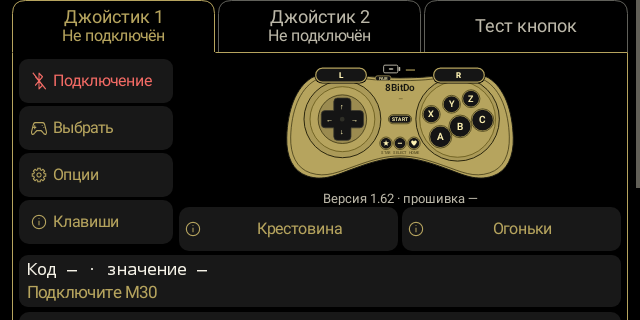 Джойстик 1
Не подключён
Джойстик 2
Не подключён
Тест кнопок
Подключение
Выбрать
Опции
Клавиши
L
R
8BitDo
START
X
Y
Z
A
B
C
Версия 1.62 · прошивка —
Крестовина
Огоньки
Код — · значение —
Подключите M30